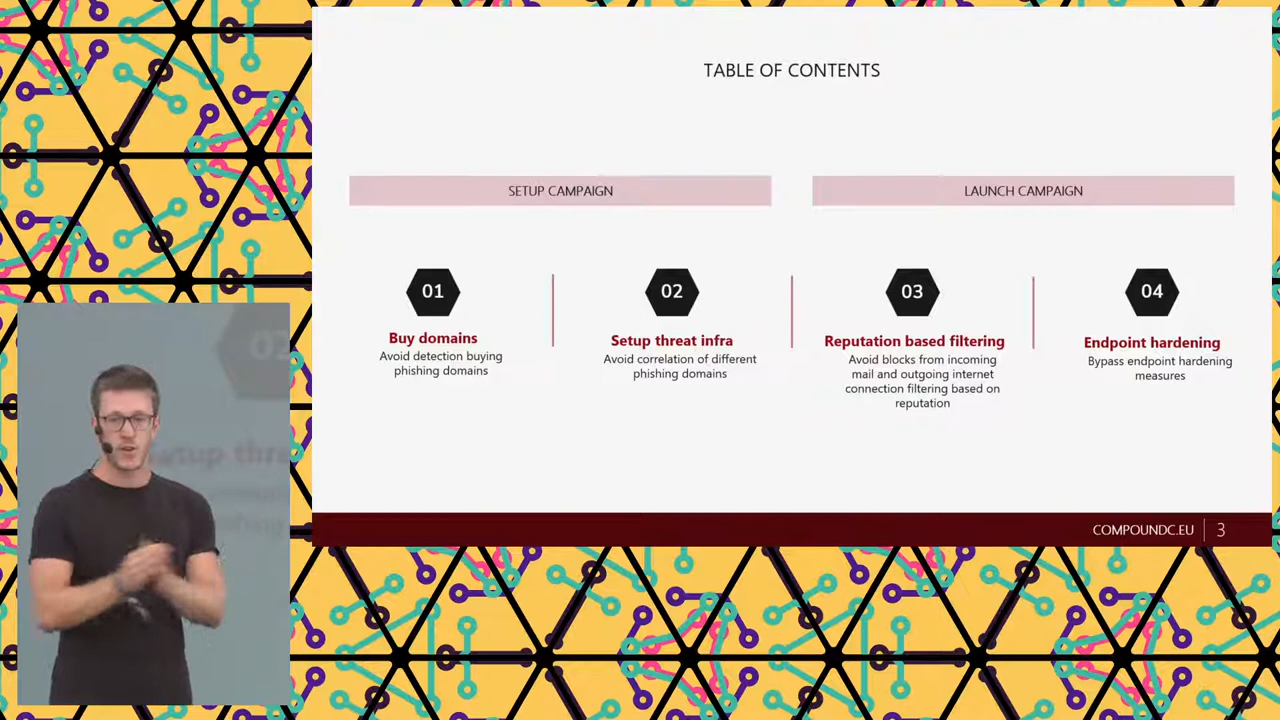 TABLE OF CONTENTS
SETUP CAMPAIGN
LAUNCH CAMPAIGN
01
Buy domains
Avoid detection buying
phishing domains
02
Setup threat infra
Avoid correlation of different
phishing domains
03
Reputation based filtering
Avoid blocks from incoming
mail and outgoing internet
connection filtering based on
reputation
04
Endpoint hardening
Bypass endpoint hardening
measures
COMPOUNDC.EU
3